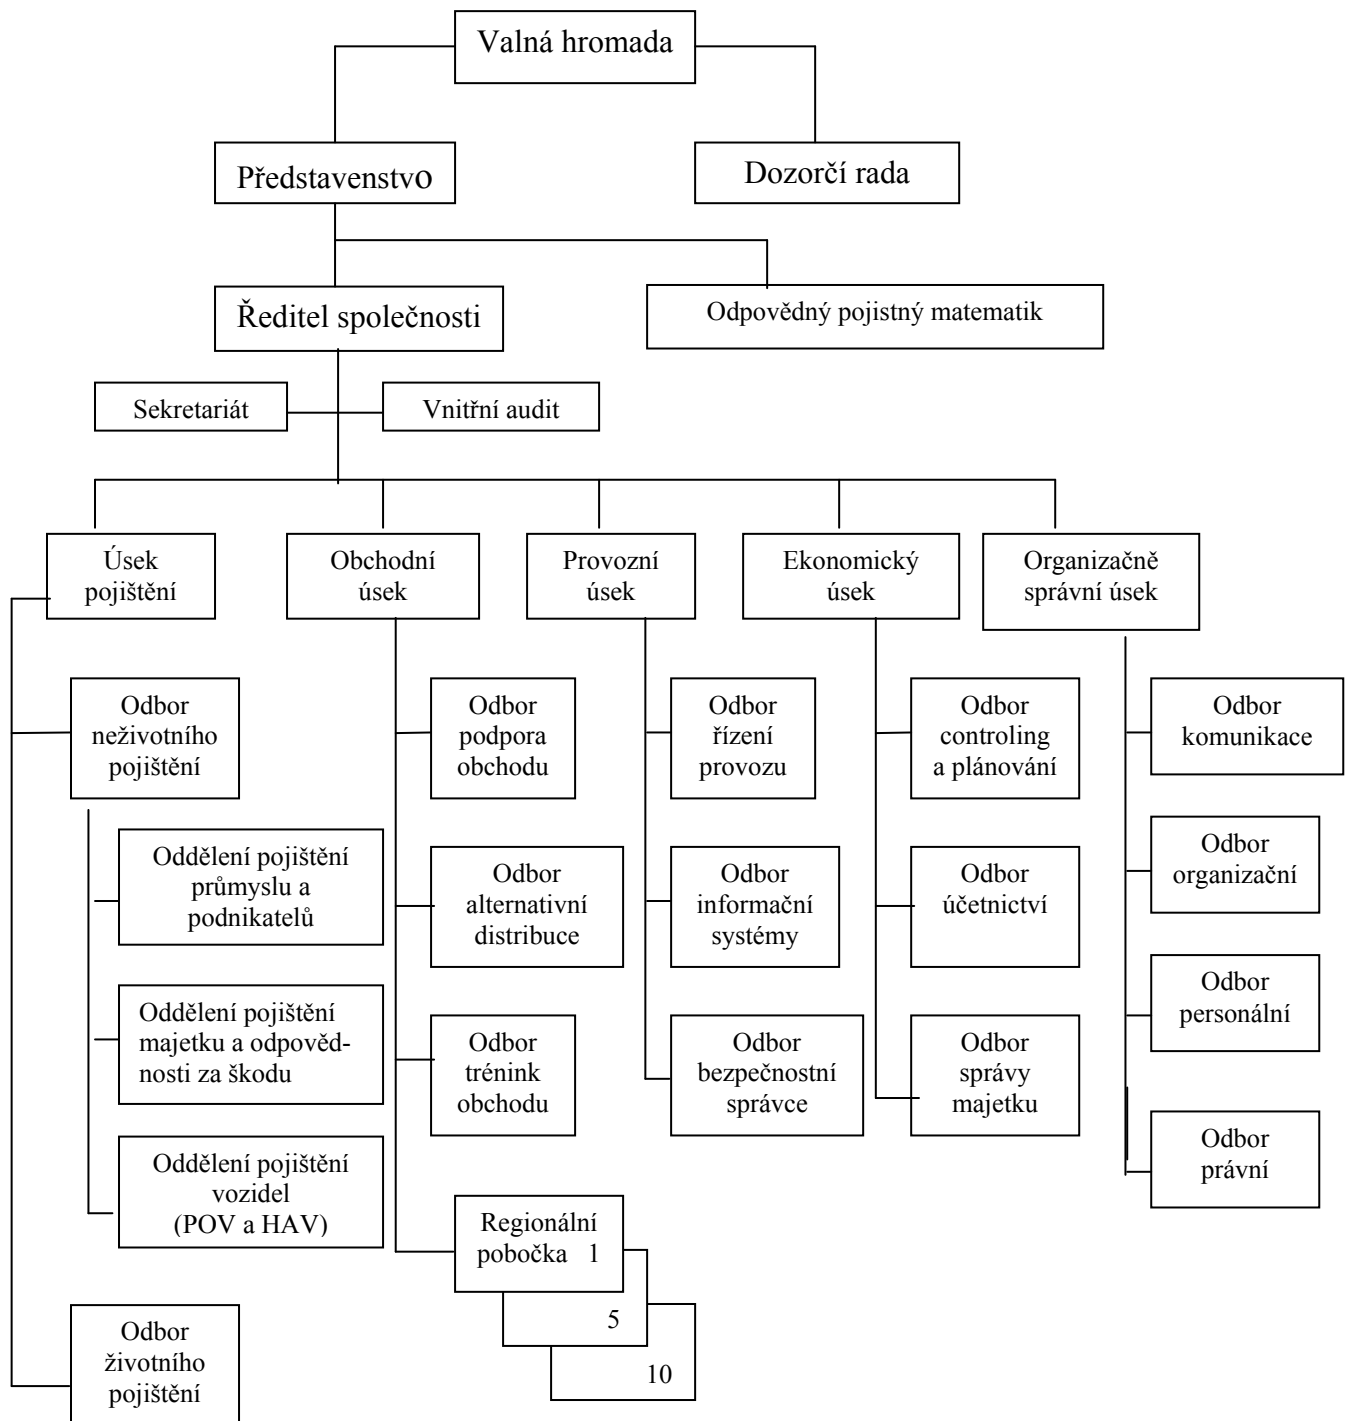 Valná hromada
Představenstvo
Dozorčí rada
Ředitel společnosti
Odpovědný pojistný matematik
Sekretariát
Vnitřní audit
Úsek
pojištění
Obchodní
úsek
Provozní
úsek
Ekonomický
úsek
Organizačně
správní úsek
Odbor
neživotního
pojištění
Odbor
podpora
obchodu
Odbor
řízení
provozu
Odbor
controling
a plánování
Odbor
komunikace
Oddělení pojištění
průmyslu a
podnikatelů
Odbor
alternativní
distribuce
Odbor
informační
systémy
Odbor
účetnictví
Odbor
organizační
Oddělení pojištění
majetku a odpověd-
nosti za škodu
Odbor
trénink
obchodu
Odbor
bezpečnostní
správce
Odbor
správy
majetku
Odbor
personální
Oddělení pojištění
vozidel
(POV a HAV)
Regionální
pobočka 1
5
10
Odbor
právní
Odbor
životního
pojištění